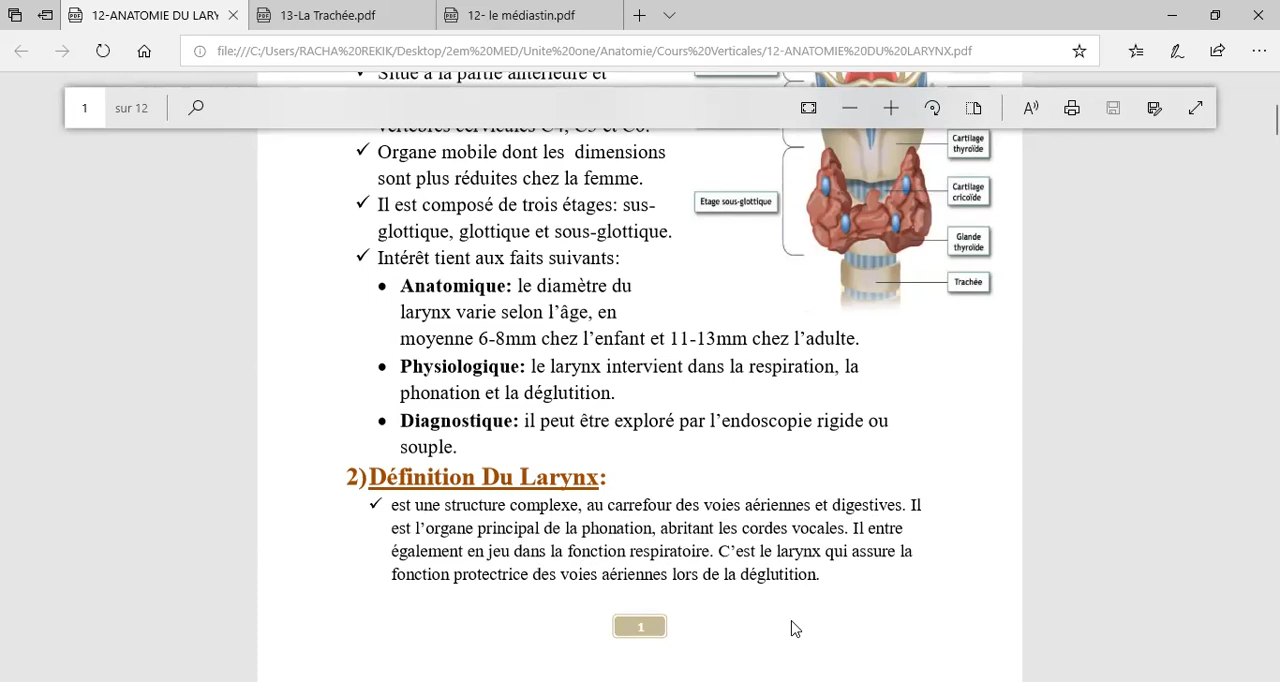 12-ANATOMIE DU LARY
13-La Trachée.pdf
12- le médiastin.pdf
file:///C:/Users/RACHA%20REKIK/Desktop/2em%20MED/Unite%20one/Anatomie/Cours%20Verticales/12-ANATOMIE%20DU%20LARYNX.pdf
Situé à la partie antérieure et
1 sur 12
vertèbres cervicales C4, C5 et C6.
Cartilage
thyroïde
✓ Organe mobile dont les dimensions
sont plus réduites chez la femme.
Cartilage
cricoïde
Etage sous-glottique
✓ Il est composé de trois étages: sus-
glottique, glottique et sous-glottique.
Glande
thyroïde
✓ Intérêt tient aux faits suivants:
Trachée
• Anatomique: le diamètre du
larynx varie selon l’âge, en
moyenne 6-8mm chez l’enfant et 11-13mm chez l’adulte.
• Physiologique: le larynx intervient dans la respiration, la
phonation et la déglutition.
• Diagnostique: il peut être exploré par l’endoscopie rigide ou
souple.
2)Définition Du Larynx:
✓ est une structure complexe, au carrefour des voies aériennes et digestives. Il
est l’organe principal de la phonation, abritant les cordes vocales. Il entre
également en jeu dans la fonction respiratoire. C’est le larynx qui assure la
fonction protectrice des voies aériennes lors de la déglutition.
1